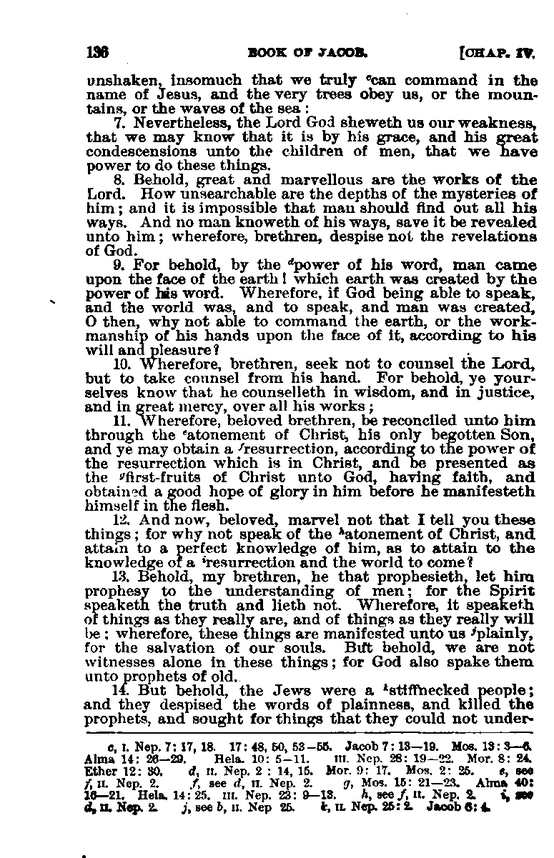 136 BOOK OF JACOB. [CHAP. IV.
unshaken, insomuch that we truly ᶜcan command in the
name of Jesus, and the very trees obey us, or the moun-
tains, or the waves of the sea :
7. Nevertheless, the Lord God sheweth us our weakness,
that we may know that it is by his grace, and his great
condescensions unto the children of men, that we have
power to do these things.
8. Behold, great and marvellous are the works of the
Lord. How unsearchable are the depths of the mysteries of
him ; and it is impossible that man should find out all his
ways. And no man knoweth of his ways, save it be revealed
unto him ; wherefore, brethren, despise not the revelations
of God.
9. For behold, by the ᵈpower of his word, man came
upon the face of the earth ! which earth was created by the
power of his word. Wherefore, if God being able to speak,
and the world was, and to speak, and man was created,
O then, why not able to command the earth, or the work-
manship of his hands upon the face of it, according to his
will and pleasure ?
10. Wherefore, brethren, seek not to counsel the Lord,
but to take counsel from his hand. For behold, ye your-
selves know that he counselleth in wisdom, and in justice,
and in great mercy, over all his works ;
11. Wherefore, beloved brethren, be reconciled unto him
through the ᵉatonement of Christ, his only begotten Son,
and ye may obtain a ᶠresurrection, according to the power of
the resurrection which is in Christ, and be presented as
the ᵍfirst-fruits of Christ unto God, having faith, and
obtained a good hope of glory in him before he manifesteth
himself in the flesh.
12. And now, beloved, marvel not that I tell you these
things ; for why not speak of the ʰatonement of Christ, and
attain to a perfect knowledge of him, as to attain to the
knowledge of a ⁱresurrection and the world to come ?
13. Behold, my brethren, he that prophesieth, let him
prophesy to the understanding of men ; for the Spirit
speaketh the truth and lieth not. Wherefore, it speaketh
of things as they really are, and of things as they really will
be ; wherefore, these things are manifested unto us ʲplainly,
for the salvation of our souls. But behold, we are not
witnesses alone in these things ; for God also spake them
unto prophets of old.
14. But behold, the Jews were a ᵏstiffnecked people ;
and they despised the words of plainness, and killed the
prophets, and sought for things that they could not under-
c, I. Nep. 7 : 17, 18. 17 : 48, 50, 53—55. Jacob 7 : 13—19. Mos. 13 : 3—6.
Alma 14 : 26—29. Hela. 10 : 5—11. III. Nep. 28 : 19—22. Mor. 8 : 24.
Ether 12 : 30. d, II. Nep. 2 : 14, 15. Mor. 9 : 17. Mos. 2 : 25. e, see
f, II. Nep. 2. f, see d, II. Nep. 2. g, Mos. 15 : 21—23. Alma 40 :
16—21. Hela. 14 : 25. III. Nep. 23 : 9—13. h, see f, II. Nep. 2. i, see
d, II. Nep. 2. j, see b, II. Nep 25. k, II. Nep. 25 : 2. Jacob 6 : 4.